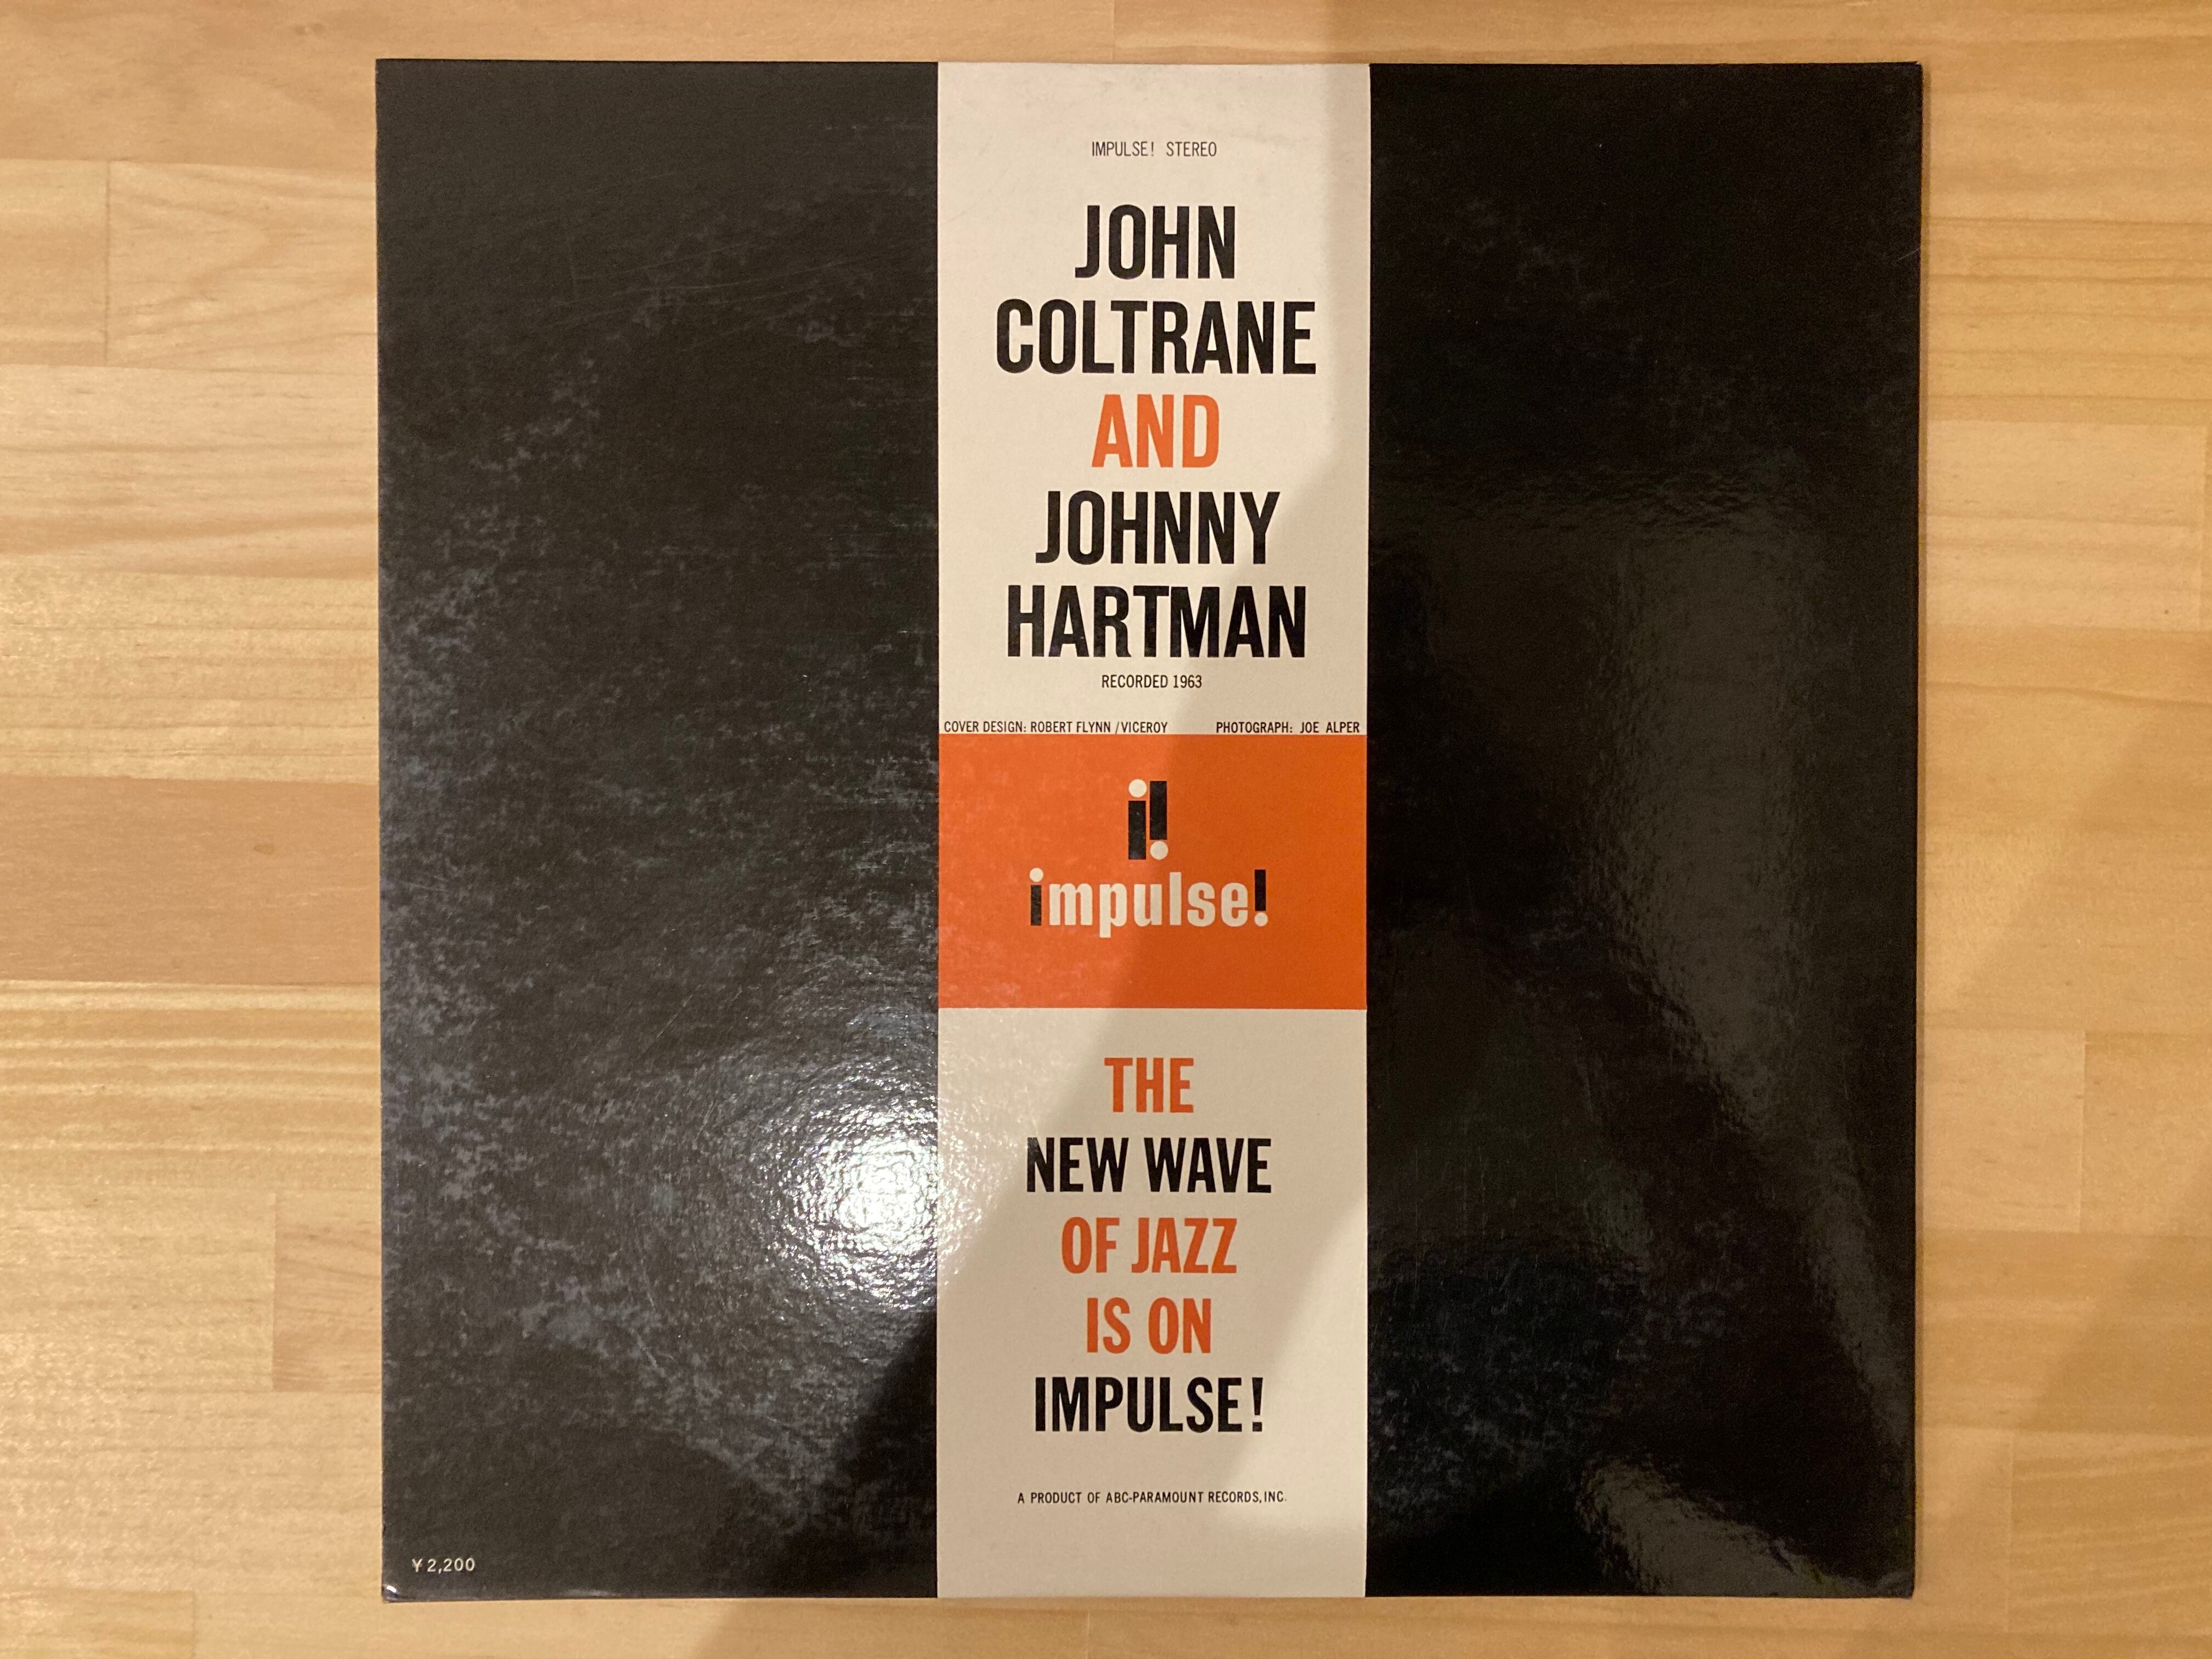 IMPULSE! STEREO
JOHN
COLTRANE
AND
JOHNNY
HARTMAN
RECORDED 1963
COVER DESIGN: ROBERT FLYNN / VICEROY PHOTOGRAPH: JOE ALPER
i!
impulse!
THE
NEW WAVE
OF JAZZ
IS ON
IMPULSE!
A PRODUCT OF ABC-PARAMOUNT RECORDS, INC.
¥2,200